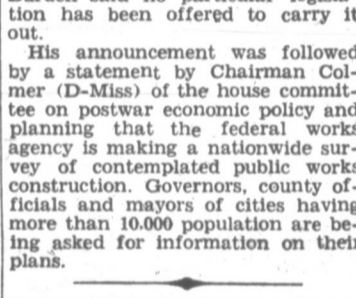 tion has been offered to carry it
out.
His announcement was followed
by a statement by Chairman Col-
mer (D-Miss) of the house commit-
tee on postwar economic policy and
planning that the federal works
agency is making a nationwide sur-
vey of contemplated public works
construction. Governors, county of-
ficials and mayors of cities having
more than 10.000 population are be-
ing asked for information on their
plans.